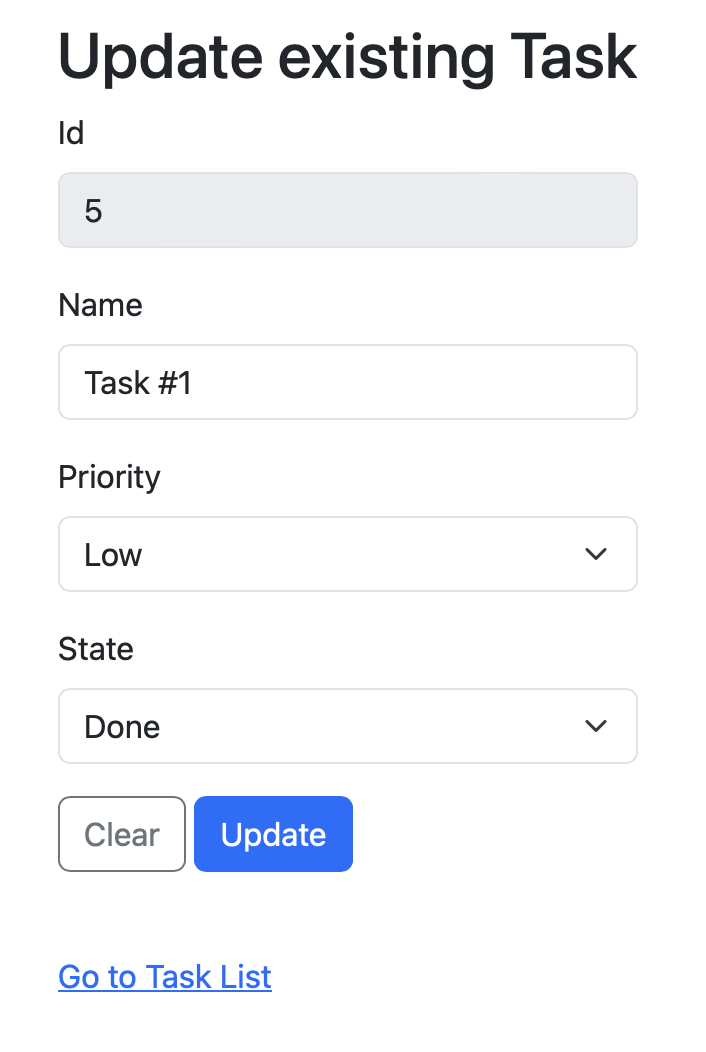 Update existing Task
Id
5
Name
Task #1
Priority
Low
State
Done
Clear Update
Go to Task List